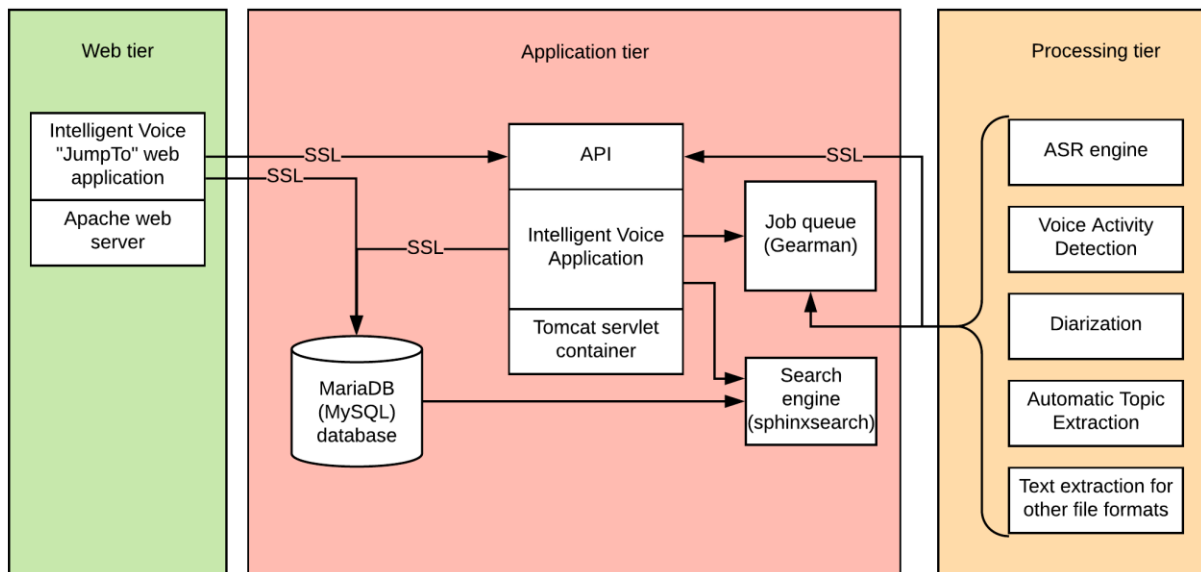 Web tier
Intelligent Voice
"JumpTo" web
application
Apache web
server
Application tier
SSL
SSL
SSL
SSL
API
Intelligent Voice
Application
Tomcat servlet
container
Job queue
(Gearman)
MariaDB
(MySQL)
database
Search
engine
(sphinxsearch)
Processing tier
ASR engine
Voice Activity
Detection
Diarization
Automatic Topic
Extraction
Text extraction for
other file formats